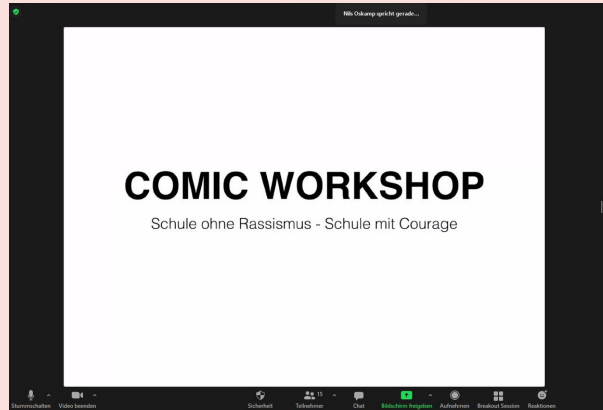 Nils Oskamp spricht gerade...
COMIC WORKSHOP
Schule ohne Rassismus - Schule mit Courage
15
Stummschalten Video beenden Sicherheit Teilnehmer Chat Bildschirm freigeben Aufnehmen Breakout Session Reaktionen